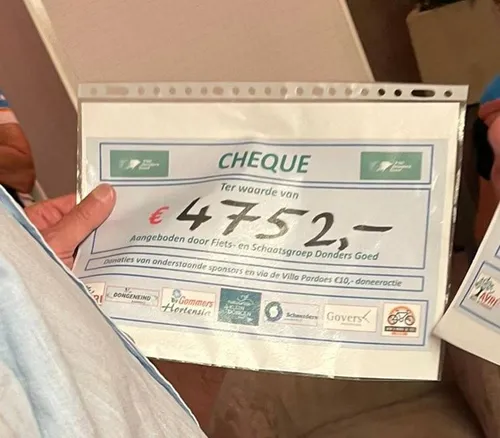 CHEQUE
Ter waarde van
€ 4752,-
Aangeboden door Fiets- en Schaatsgroep Donders Goed
Donaties van onderstaande sponsors en via de Villa Pardoes €10,- doneeractie
DONGENKIND
Gommers
Hortensia
Govers